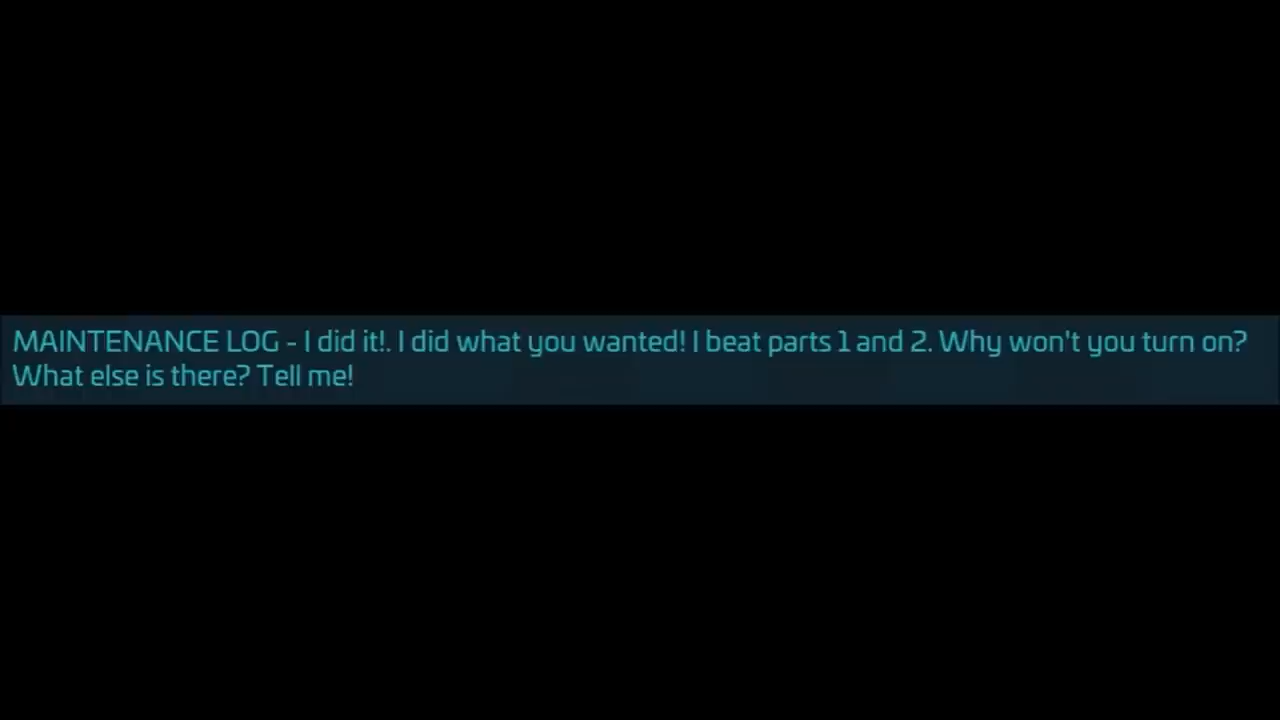 MAINTENANCE LOG - I did it!. I did what you wanted! I beat parts 1 and 2. Why won't you turn on?
What else is there? Tell me!